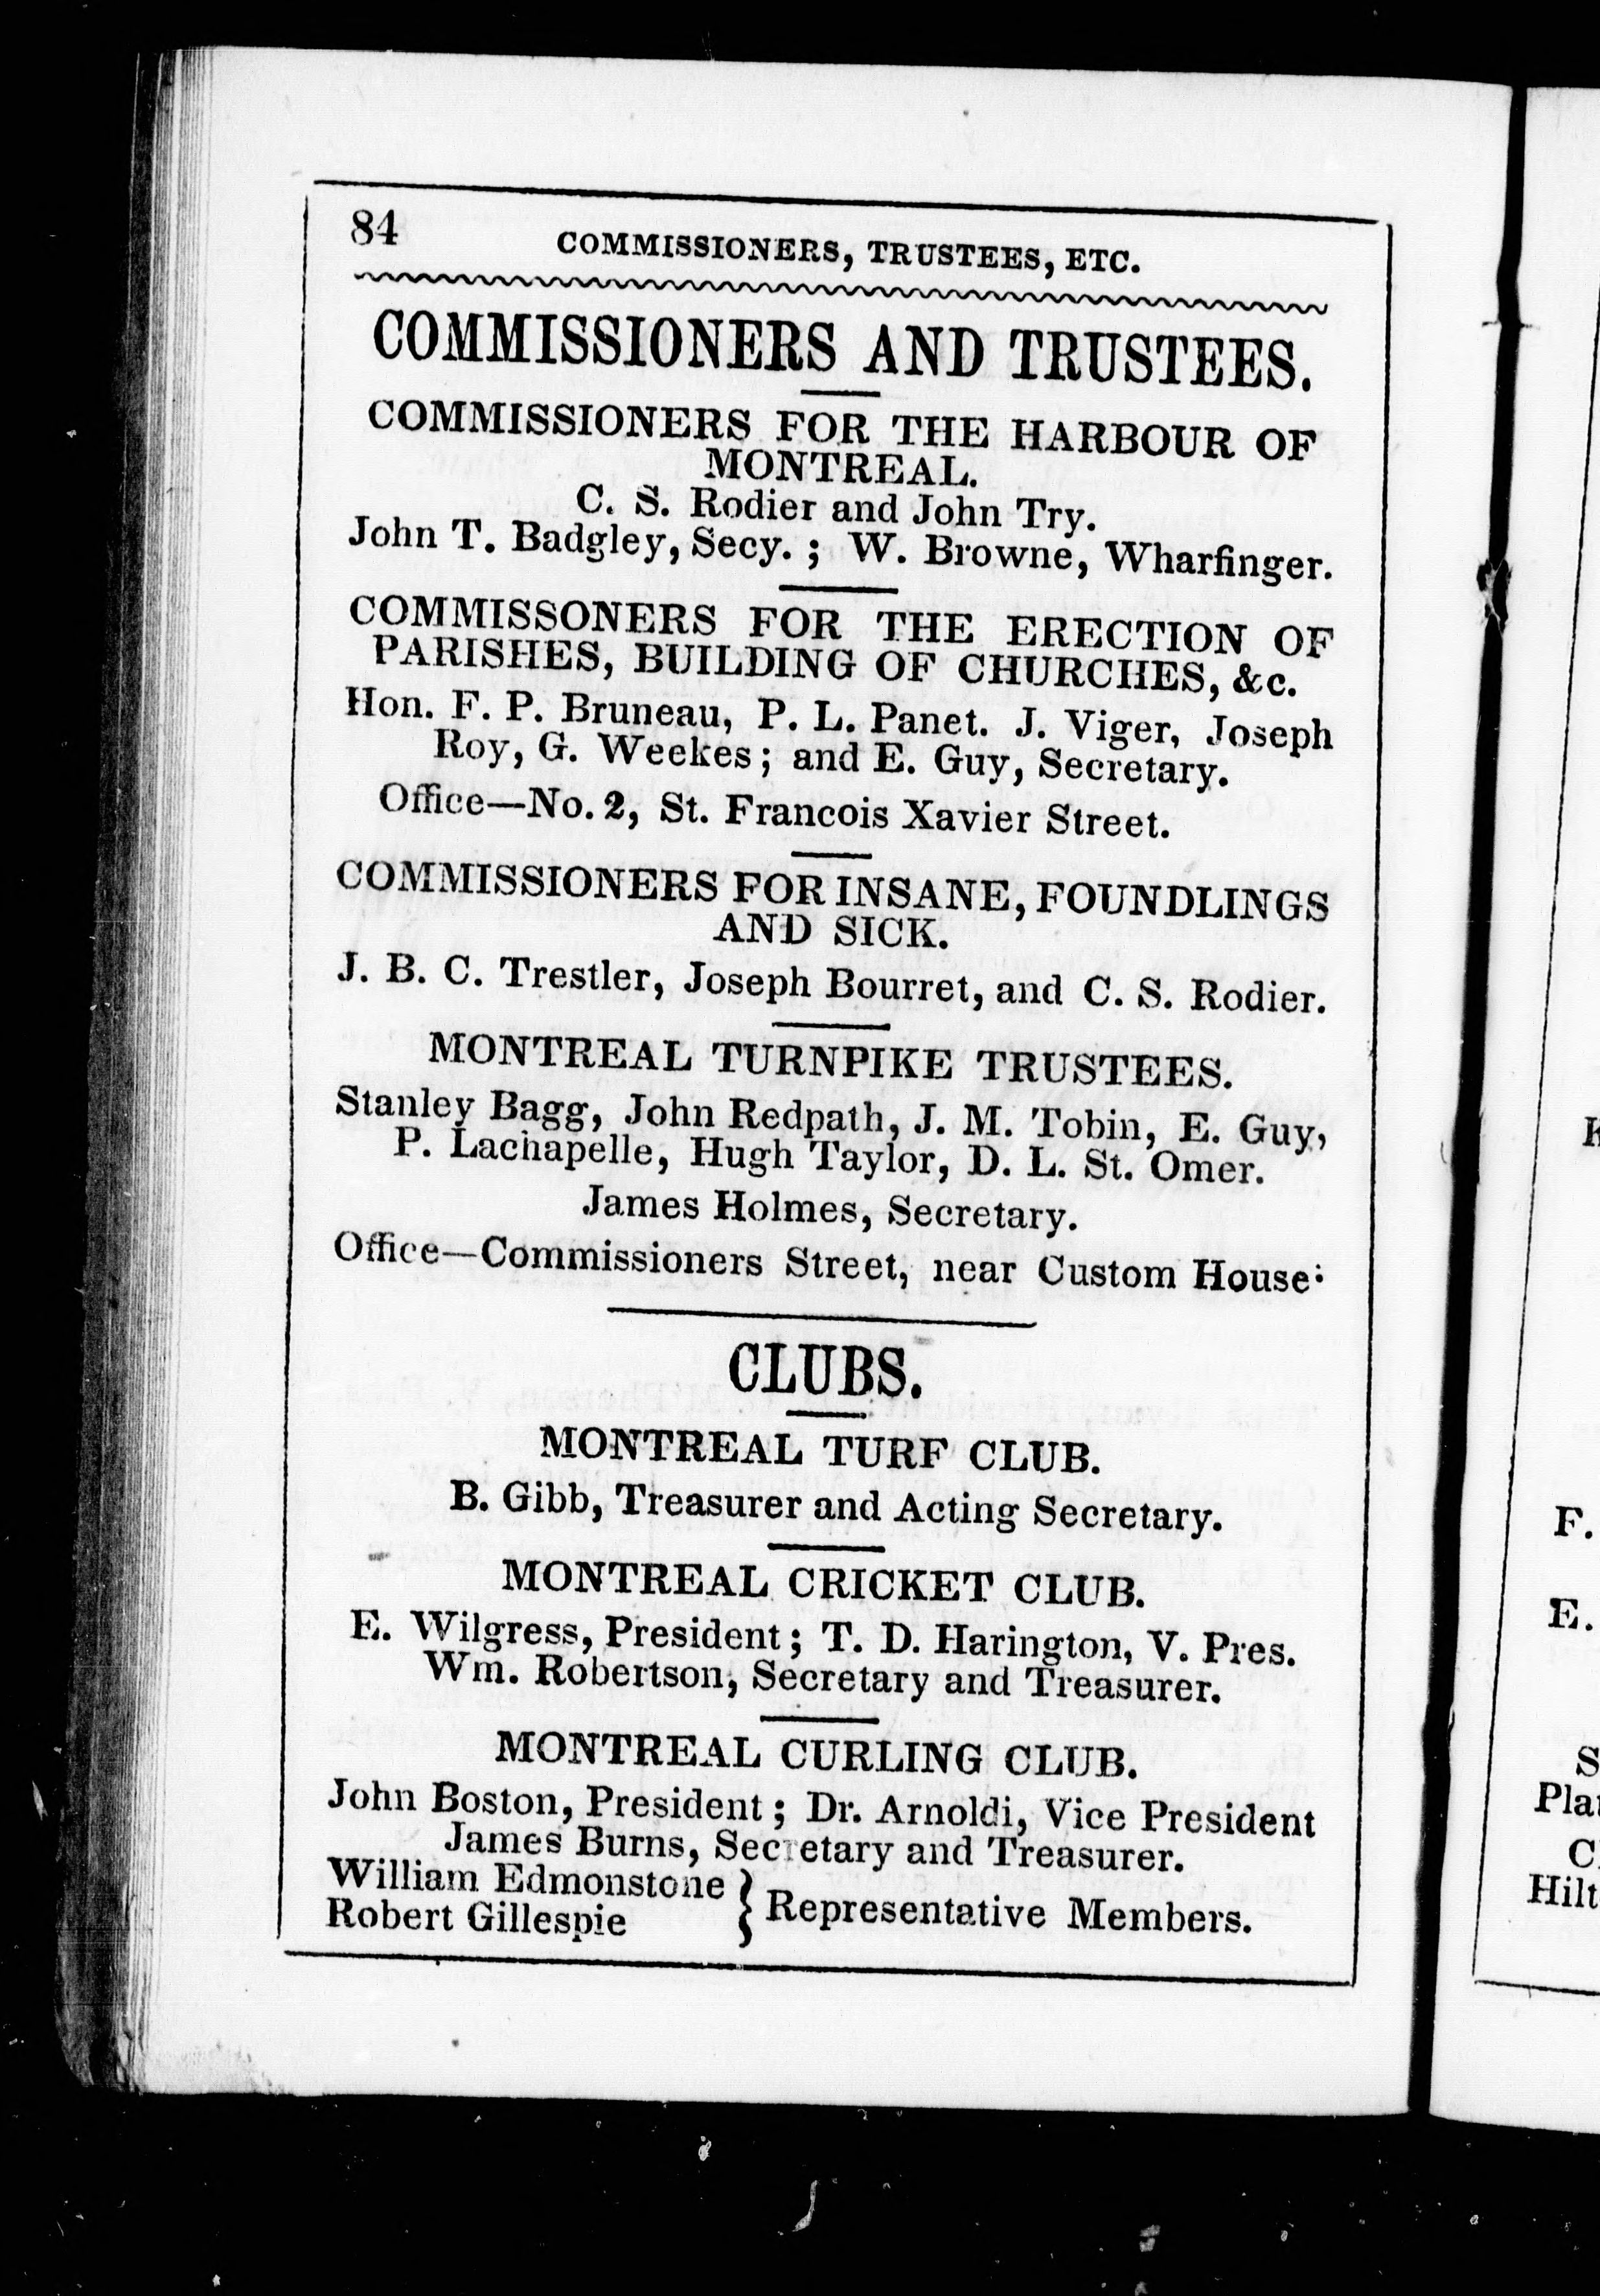 84
COMMISSIONERS, TRUSTEES, ETC.
COMMISSIONERS AND TRUSTEES.
COMMISSIONERS FOR THE HARBOUR OF
MONTREAL.
C. S. Rodier and John Try.
John T. Badgley, Secy. ; W. Browne, Wharfinger.
COMMISSONERS FOR THE ERECTION OF
PARISHES, BUILDING OF CHURCHES, &c.
Hon. F. P. Bruneau, P. L. Panet. J. Viger, Joseph
Roy, G. Weekes; and E. Guy, Secretary.
Office—No. 2, St. Francois Xavier Street.
COMMISSIONERS FOR INSANE, FOUNDLINGS
AND SICK.
J. B. C. Trestler, Joseph Bourret, and C. S. Rodier.
MONTREAL TURNPIKE TRUSTEES.
Stanley Bagg, John Redpath, J. M. Tobin, E. Guy,
P. Lachapelle, Hugh Taylor, D. L. St. Omer.
James Holmes, Secretary.
Office—Commissioners Street, near Custom House:
CLUBS.
MONTREAL TURF CLUB.
B. Gibb, Treasurer and Acting Secretary.
MONTREAL CRICKET CLUB.
E. Wilgress, President; T. D. Harington, V. Pres.
Wm. Robertson, Secretary and Treasurer.
MONTREAL CURLING CLUB.
John Boston, President; Dr. Arnoldi, Vice President
James Burns, Secretary and Treasurer.
William Edmonstone
Robert Gillespie } Representative Members.
F.
E.